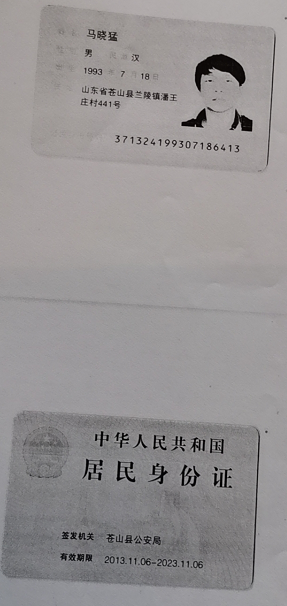 马晓猛
男 汉
1993 年 7 月 18 日
山东省苍山县兰陵镇潘王
庄村441号
371324199307186413
中华人民共和国
居民身份证
签发机关 苍山县公安局
有效期限 2013.11.06-2023.11.06